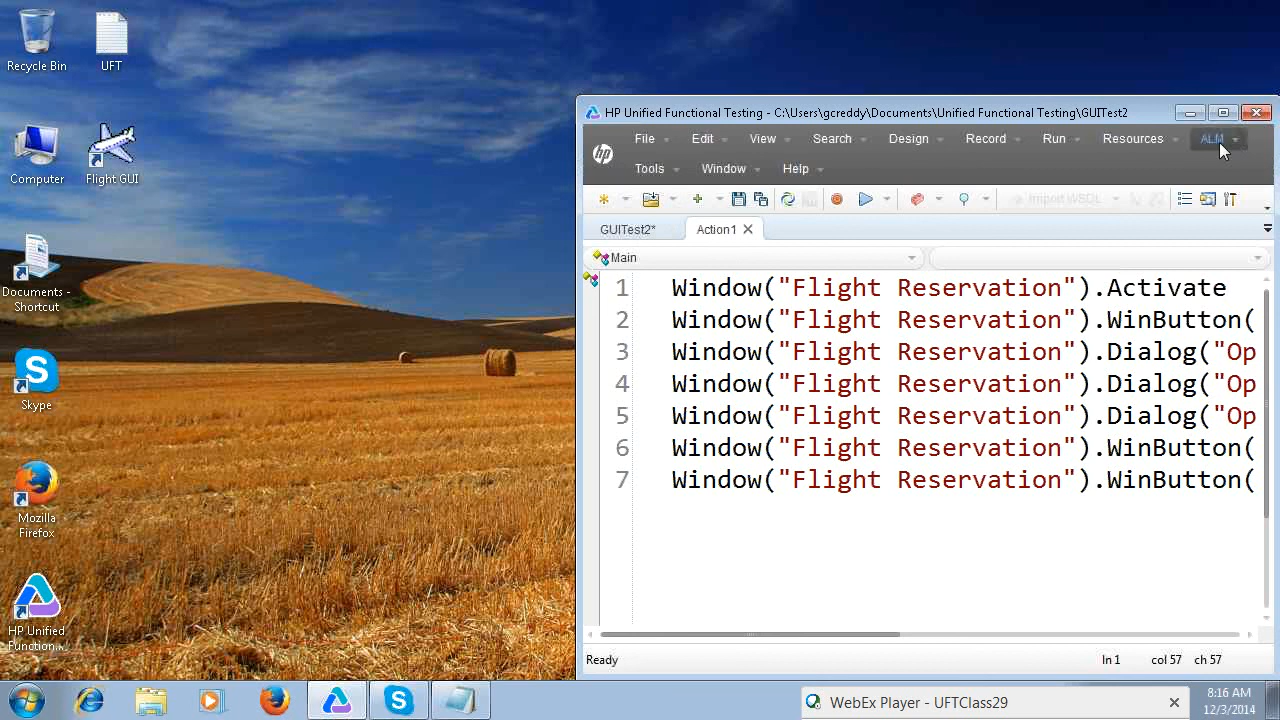 Recycle Bin
UFT
Computer
Flight GUI
Documents -
Shortcut
Skype
Mozilla
Firefox
HP Unified
Function...
HP Unified Functional Testing - C:\Users\gcreddy\Documents\Unified Functional Testing\GUITest2
File Edit View Search Design Record Run Resources ALM
Tools Window Help
Import WSDL
GUITest2* Action1
Main
1 Window("Flight Reservation").Activate
2 Window("Flight Reservation").WinButton(
3 Window("Flight Reservation").Dialog("Op
4 Window("Flight Reservation").Dialog("Op
5 Window("Flight Reservation").Dialog("Op
6 Window("Flight Reservation").WinButton(
7 Window("Flight Reservation").WinButton(
Ready ln 1 col 57 ch 57
WebEx Player - UFTClass29
8:16 AM
12/3/2014